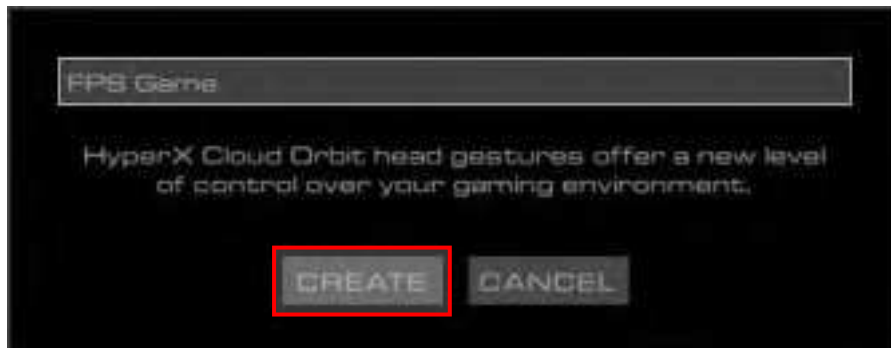 FPS Game
HyperX Cloud Orbit head gestures offer a new level
of control over your gaming environment.
CREATE CANCEL